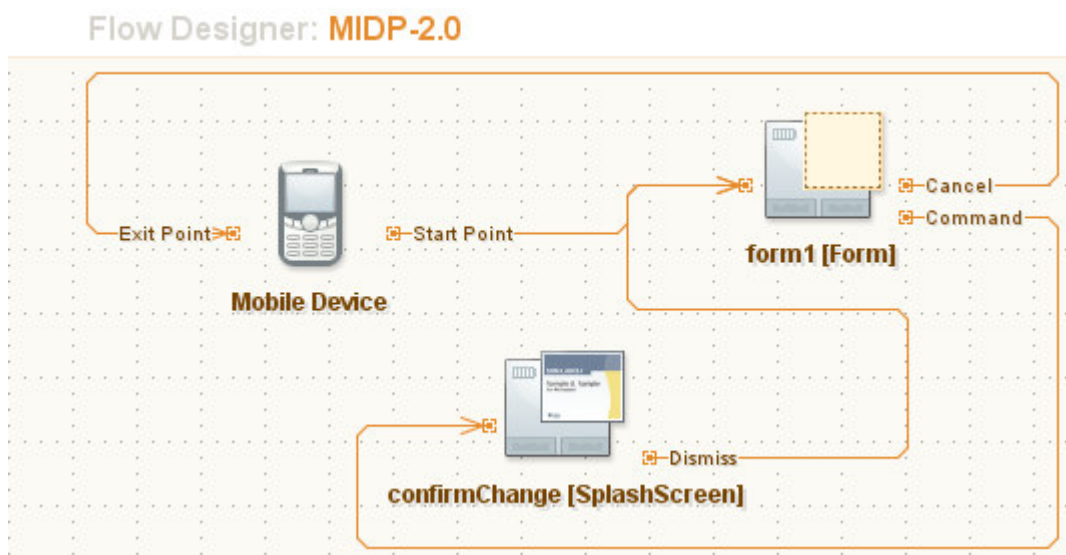 Flow Designer: MIDP-2.0
Cancel
Command
Exit Point
Start Point
form1 [Form]
Mobile Device
Dismiss
confirmChange [SplashScreen]